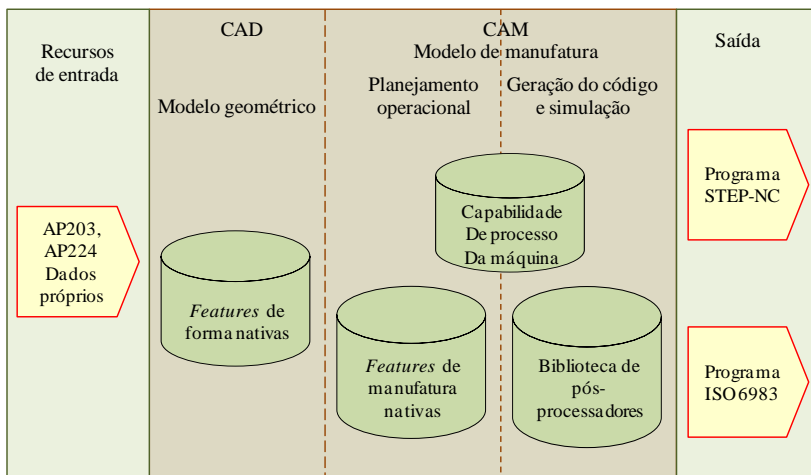 Recursos
de entrada
CAD
Modelo geométrico
CAM
Modelo de manufatura
Planejamento
operacional
Geração do código
e simulação
Saída
AP203,
AP224
Dados
próprios
Features de
forma nativas
Capabilidade
De processo
Da máquina
Features de
manufatura
nativas
Biblioteca de
pós-
processadores
Programa
STEP-NC
Programa
ISO6983